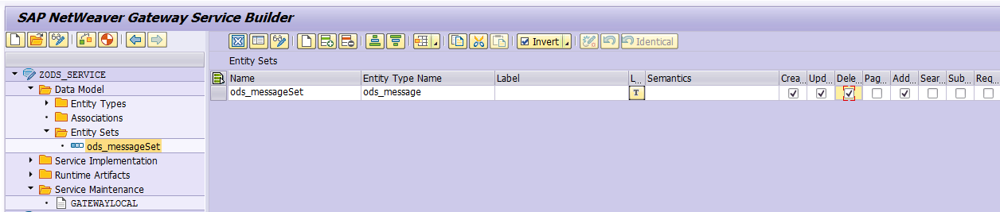 SAP NetWeaver Gateway Service Builder
Invert
Identical
Entity Sets
ZODS_SERVICE
Data Model
Entity Types
Associations
Entity Sets
ods_messageSet
Service Implementation
Runtime Artifacts
Service Maintenance
GATEWAYLOCAL
Name Entity Type Name Label L... Semantics Crea... Upd... Dele... Pag... Add... Sear... Sub... Req...
ods_messageSet ods_message T